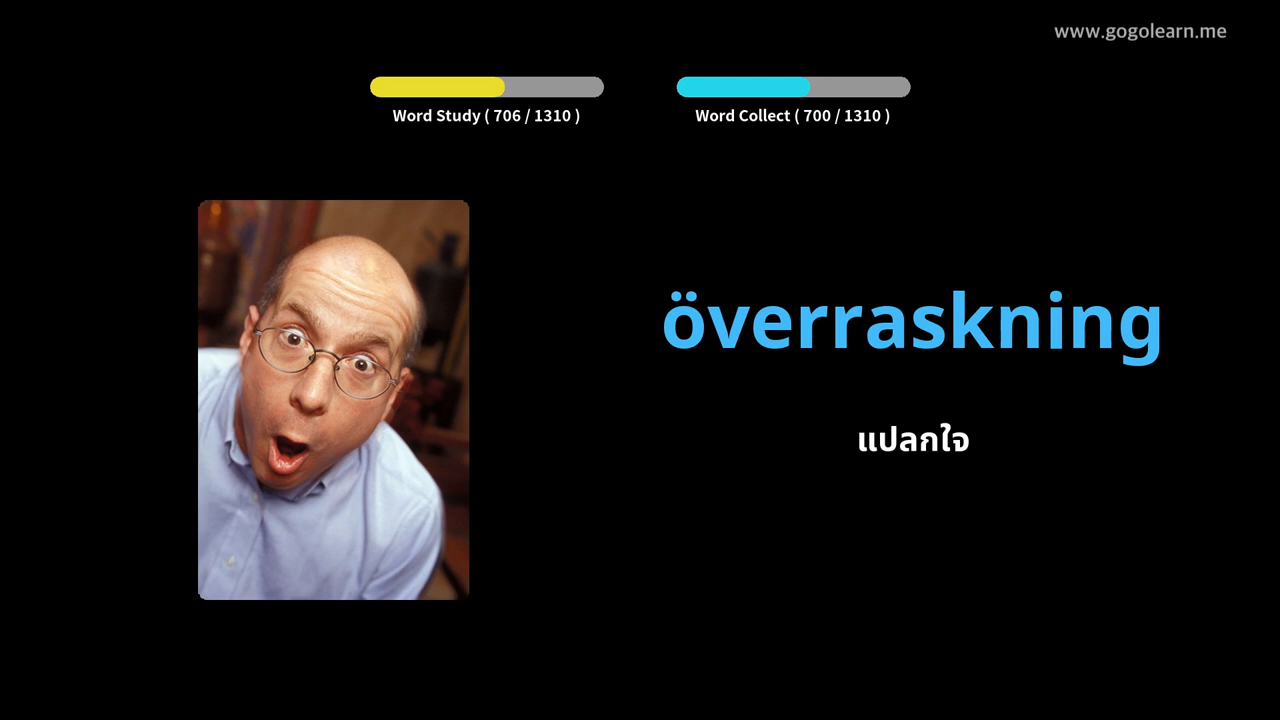 www.gogolearn.me
Word Study ( 706 / 1310 )
Word Collect ( 700 / 1310 )
överraskning
แปลกใจ